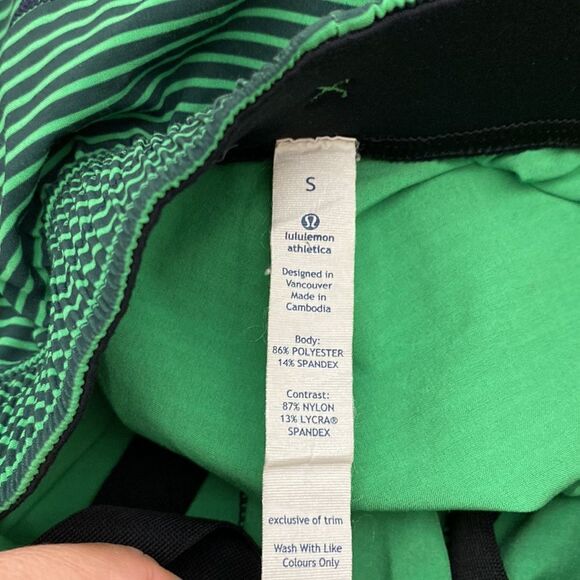 S
lululemon
athletica
Designed in
Vancouver
Made in
Cambodia
Body:
86% POLYESTER
14% SPANDEX
Contrast:
87% NYLON
13% LYCRA®
SPANDEX
exclusive of trim
Wash With Like
Colours Only